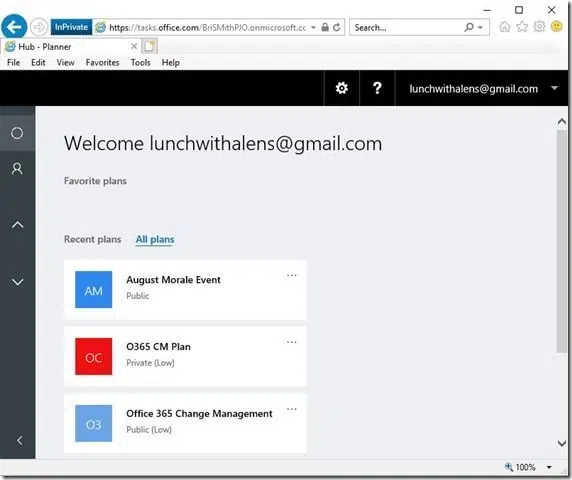 InPrivate https://tasks.office.com/BriSMithPJO.onmicrosoft.cc Search...
Hub - Planner
File Edit View Favorites Tools Help
? lunchwithalens@gmail.com
Welcome lunchwithalens@gmail.com
Favorite plans
Recent plans All plans
AM August Morale Event ...
Public
OC O365 CM Plan ...
Private (Low)
O3 Office 365 Change Management ...
Public (Low)
100%